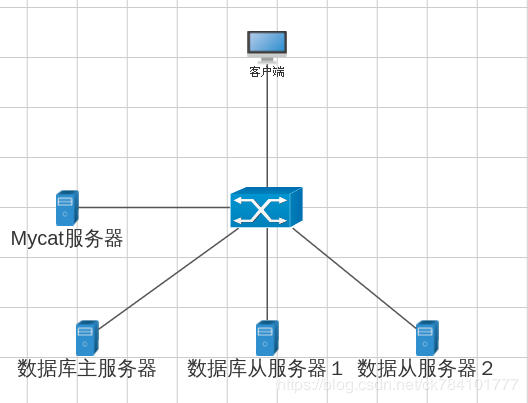 客户端
Mycat服务器
数据库主服务器
数据库从服务器１
数据从服务器２
https://blog.csdn.net/ck784101777